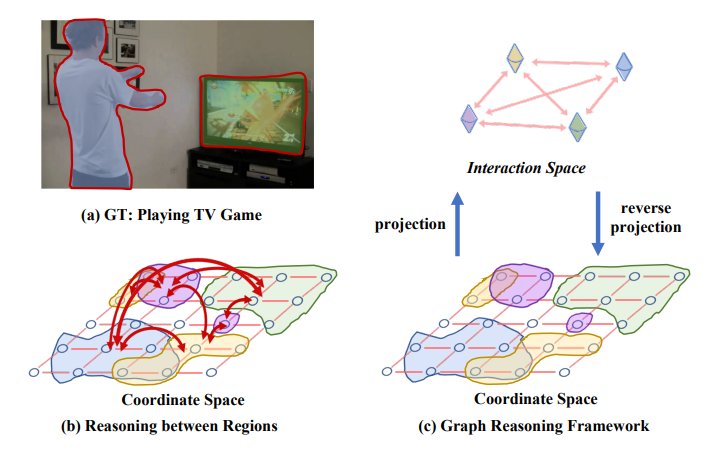 Interaction Space
(a) GT: Playing TV Game
projection
reverse
projection
Coordinate Space
Coordinate Space
(b) Reasoning between Regions
(c) Graph Reasoning Framework